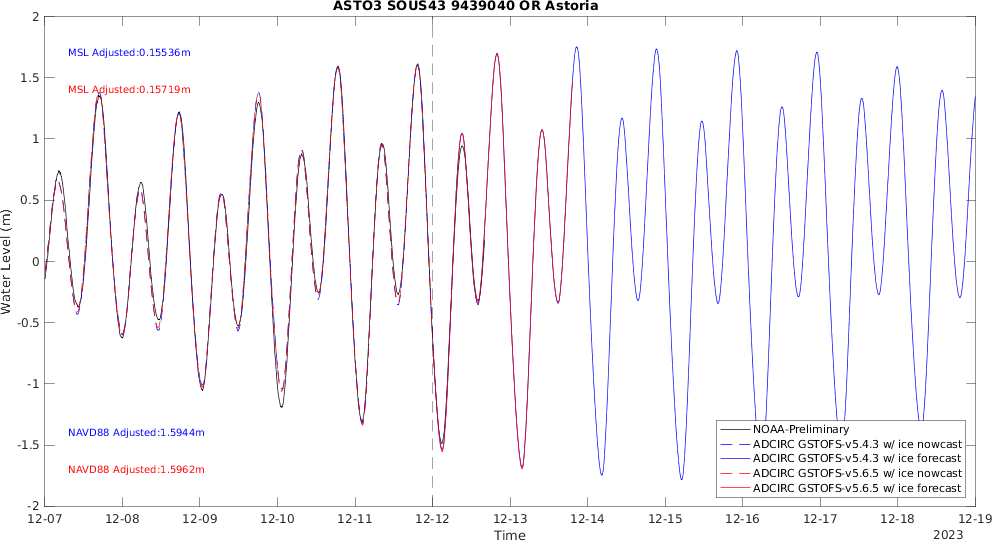 ASTO3 SOUS43 9439040 OR Astoria
MSL Adjusted:0.15536m
MSL Adjusted:0.15719m
NAVD88 Adjusted:1.5944m
NAVD88 Adjusted:1.5962m
Water Level (m)
2
1.5
1
0.5
0
-0.5
-1
-1.5
-2
NOAA-Preliminary
ADCIRC GSTOFS-v5.4.3 w/ ice nowcast
ADCIRC GSTOFS-v5.4.3 w/ ice forecast
ADCIRC GSTOFS-v5.6.5 w/ ice nowcast
ADCIRC GSTOFS-v5.6.5 w/ ice forecast
12-07 12-08 12-09 12-10 12-11 12-12 12-13 12-14 12-15 12-16 12-17 12-18 12-19
Time
2023